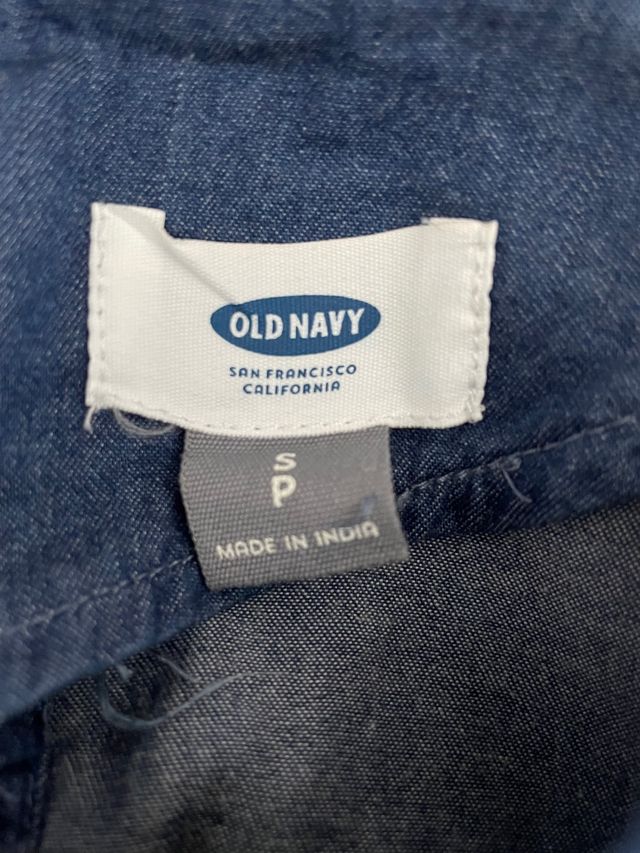 OLD NAVY
SAN FRANCISCO
CALIFORNIA
S
P
MADE IN INDIA